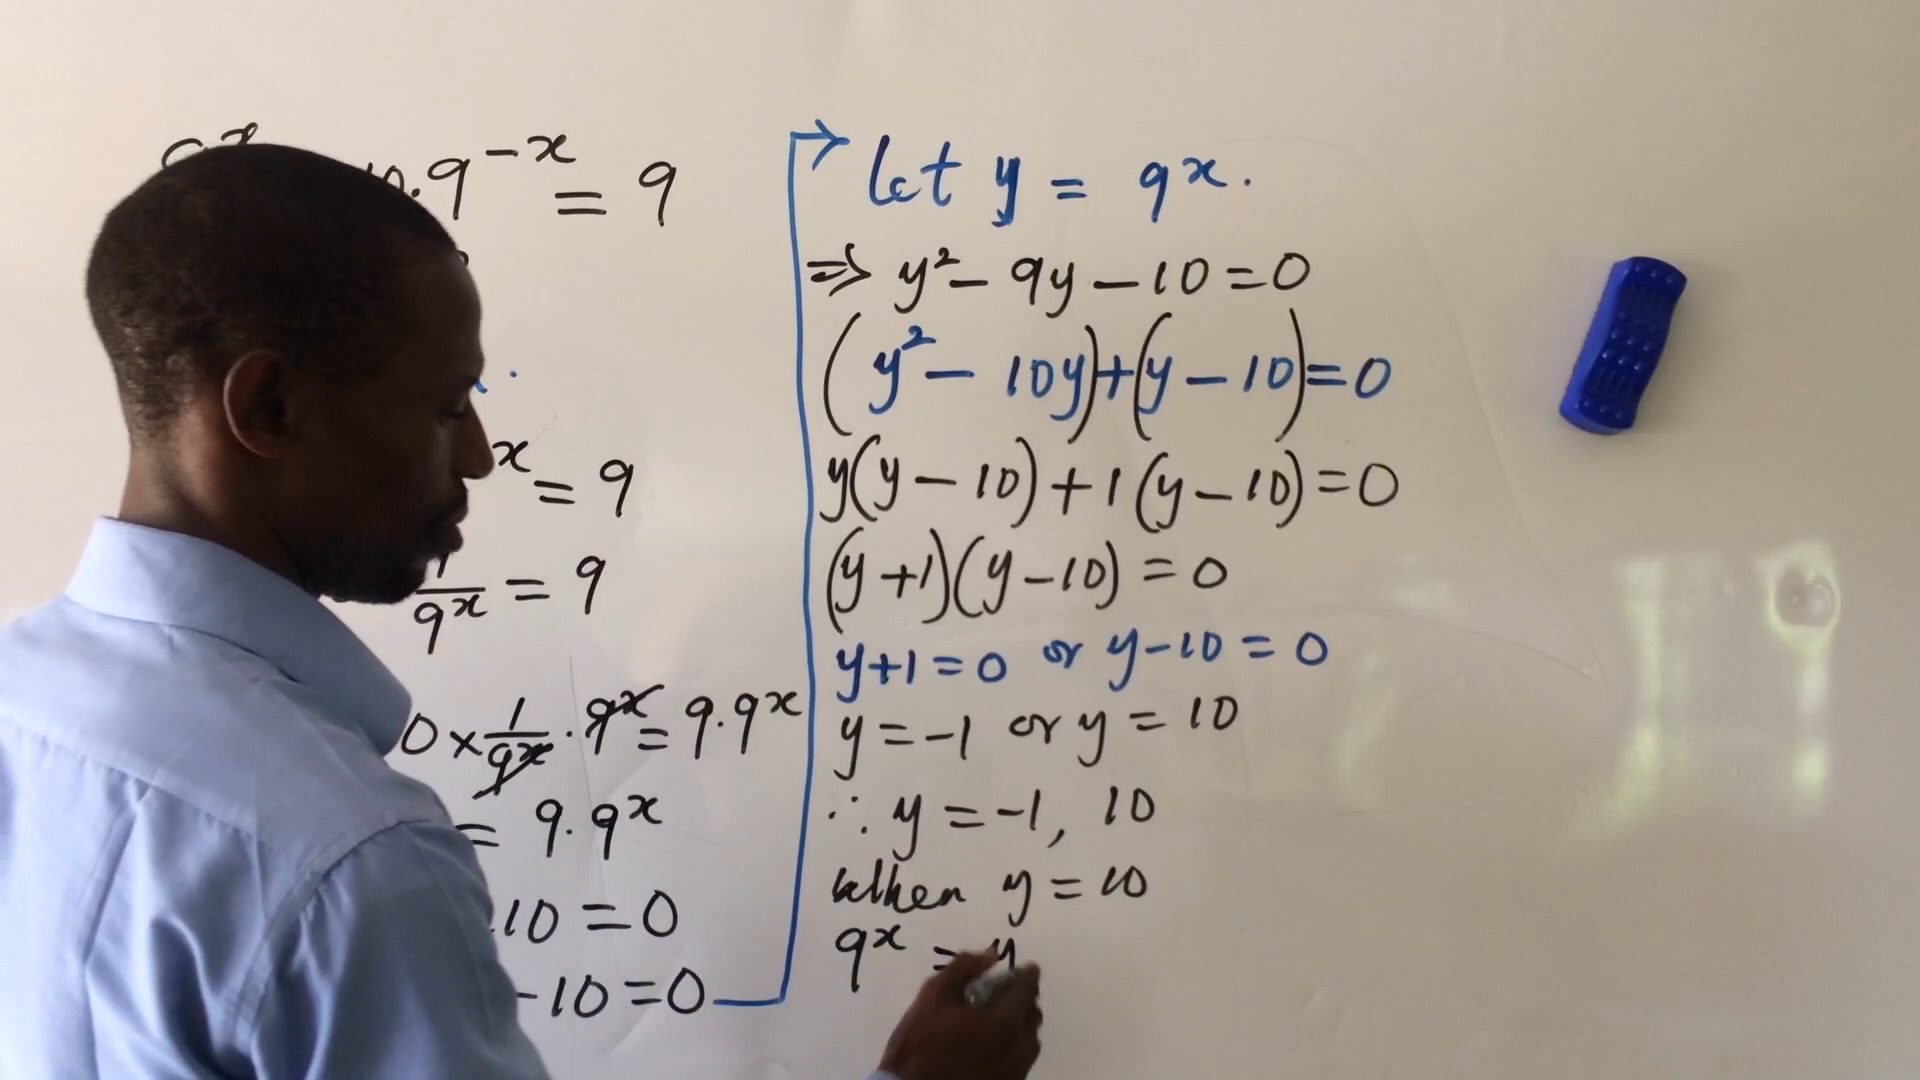 10.9^{-x} = 9
x = 9
\frac{1}{9^x} = 9
0 × \frac{1}{9^x} . 9^x = 9.9^x
= 9.9^x
10 = 0
-10 = 0
let y = 9^x.
⇒ y² - 9y - 10 = 0
(y² - 10y) + (y - 10) = 0
y(y - 10) + 1(y - 10) = 0
(y + 1)(y - 10) = 0
y + 1 = 0 or y - 10 = 0
y = -1 or y = 10
∴ y = -1, 10
when y = 10
9^x = y